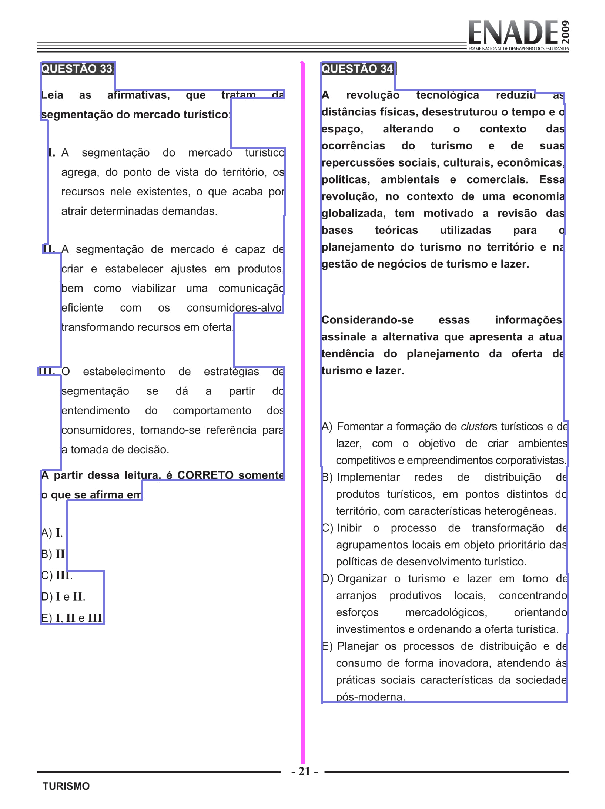 ENADE 2009
EXAME NACIONAL DE DESEMPENHO DOS ESTUDANTES
QUESTÃO 33
Leia as afirmativas, que tratam da
segmentação do mercado turístico:
I. A segmentação do mercado turístico
agrega, do ponto de vista do território, os
recursos nele existentes, o que acaba por
atrair determinadas demandas.
II. A segmentação de mercado é capaz de
criar e estabelecer ajustes em produtos,
bem como viabilizar uma comunicação
eficiente com os consumidores-alvo,
transformando recursos em oferta.
III. O estabelecimento de estratégias de
segmentação se dá a partir do
entendimento do comportamento dos
consumidores, tornando-se referência para
a tomada de decisão.
A partir dessa leitura, é CORRETO somente
o que se afirma em
A) I.
B) II
C) III.
D) I e II.
E) I, II e III
QUESTÃO 34
A revolução tecnológica reduziu as
distâncias físicas, desestruturou o tempo e o
espaço, alterando o contexto das
ocorrências do turismo e de suas
repercussões sociais, culturais, econômicas,
políticas, ambientais e comerciais. Essa
revolução, no contexto de uma economia
globalizada, tem motivado a revisão das
bases teóricas utilizadas para o
planejamento do turismo no território e na
gestão de negócios de turismo e lazer.
Considerando-se essas informações,
assinale a alternativa que apresenta a atual
tendência do planejamento da oferta de
turismo e lazer.
A) Fomentar a formação de clusters turísticos e de
lazer, com o objetivo de criar ambientes
competitivos e empreendimentos corporativistas.
B) Implementar redes de distribuição de
produtos turísticos, em pontos distintos do
território, com características heterogêneas.
C) Inibir o processo de transformação de
agrupamentos locais em objeto prioritário das
políticas de desenvolvimento turístico.
D) Organizar o turismo e lazer em torno de
arranjos produtivos locais, concentrando
esforços mercadológicos, orientando
investimentos e ordenando a oferta turística.
E) Planejar os processos de distribuição e de
consumo de forma inovadora, atendendo às
práticas sociais características da sociedade
pós-moderna.
- 21 -
TURISMO